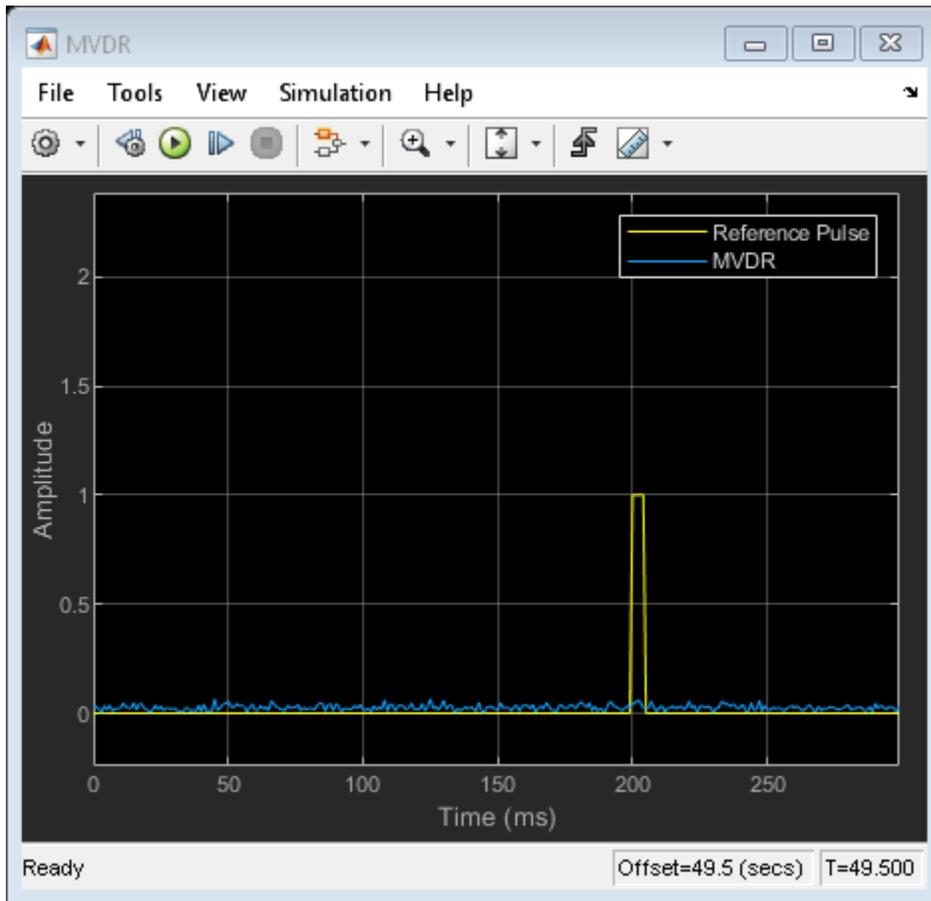 MVDR
File Tools View Simulation Help
Reference Pulse
MVDR
2
1.5
1
0.5
0
Amplitude
0 50 100 150 200 250
Time (ms)
Ready Offset=49.5 (secs) T=49.500